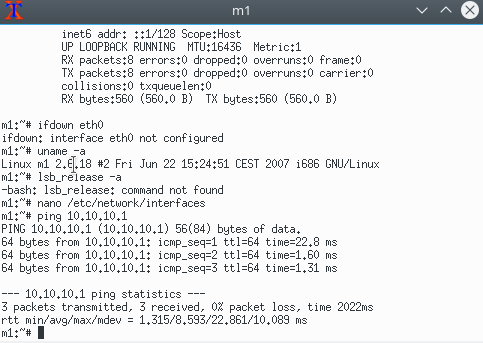 m1
inet6 addr: ::1/128 Scope:Host
UP LOOPBACK RUNNING  MTU:16436  Metric:1
RX packets:8 errors:0 dropped:0 overruns:0 frame:0
TX packets:8 errors:0 dropped:0 overruns:0 carrier:0
collisions:0 txqueuelen:0
RX bytes:560 (560.0 B)  TX bytes:560 (560.0 B)
m1:~# ifdown eth0
ifdown: interface eth0 not configured
m1:~# uname -a
Linux m1 2.6.18 #2 Fri Jun 22 15:24:51 CEST 2007 i686 GNU/Linux
m1:~# lsb_release -a
-bash: lsb_release: command not found
m1:~# nano /etc/network/interfaces
m1:~# ping 10.10.10.1
PING 10.10.10.1 (10.10.10.1) 56(84) bytes of data.
64 bytes from 10.10.10.1: icmp_seq=1 ttl=64 time=22.8 ms
64 bytes from 10.10.10.1: icmp_seq=2 ttl=64 time=1.60 ms
64 bytes from 10.10.10.1: icmp_seq=3 ttl=64 time=1.31 ms
--- 10.10.10.1 ping statistics ---
3 packets transmitted, 3 received, 0% packet loss, time 2022ms
rtt min/avg/max/mdev = 1.315/8.593/22.861/10.089 ms
m1:~#